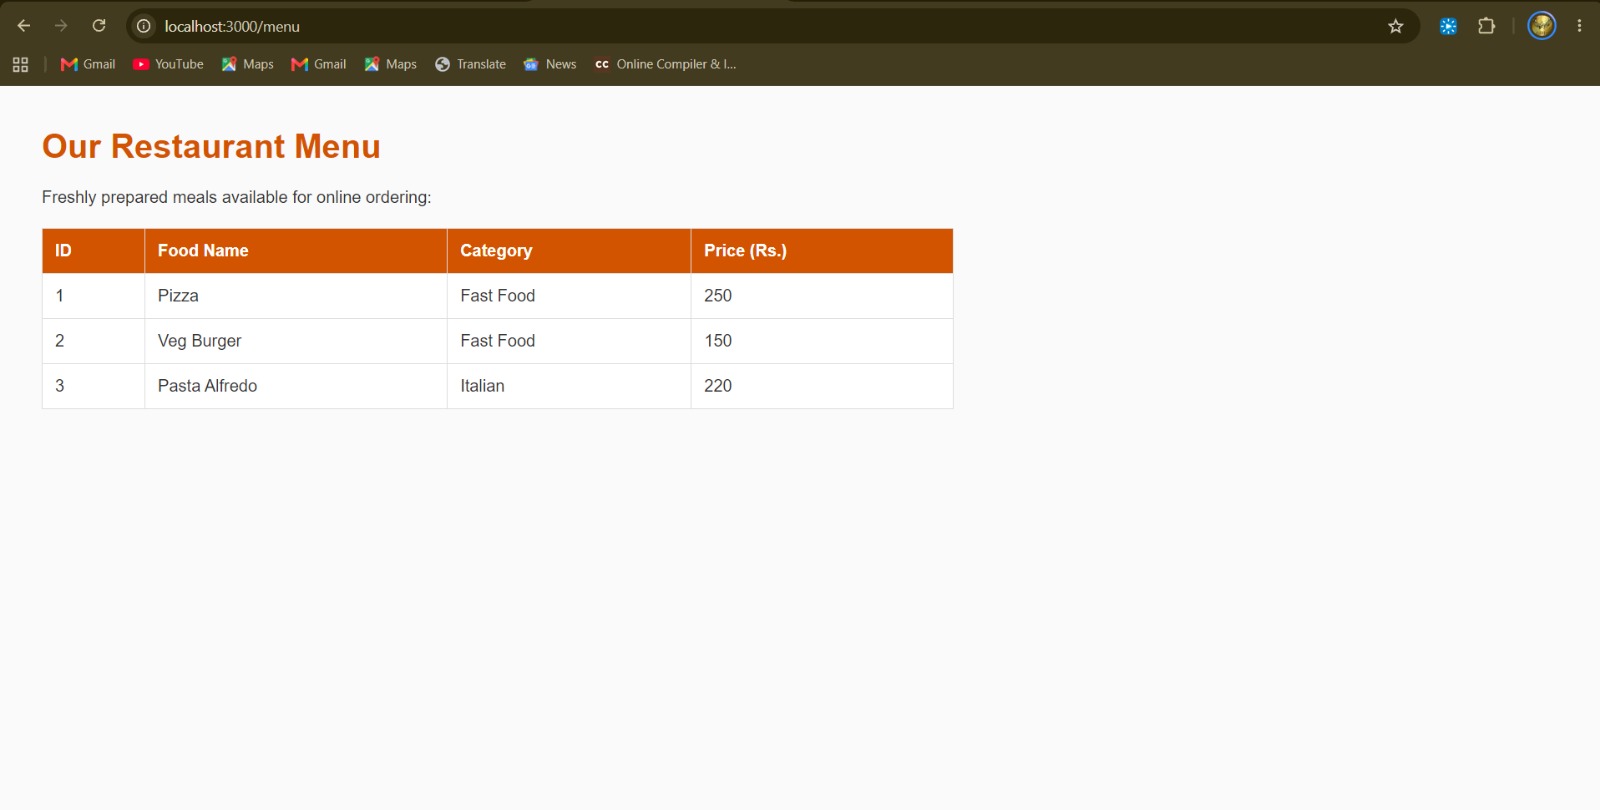 localhost:3000/menu
Gmail YouTube Maps Gmail Maps Translate News CC Online Compiler & I...
Our Restaurant Menu
Freshly prepared meals available for online ordering:
ID Food Name Category Price (Rs.)
1 Pizza Fast Food 250
2 Veg Burger Fast Food 150
3 Pasta Alfredo Italian 220